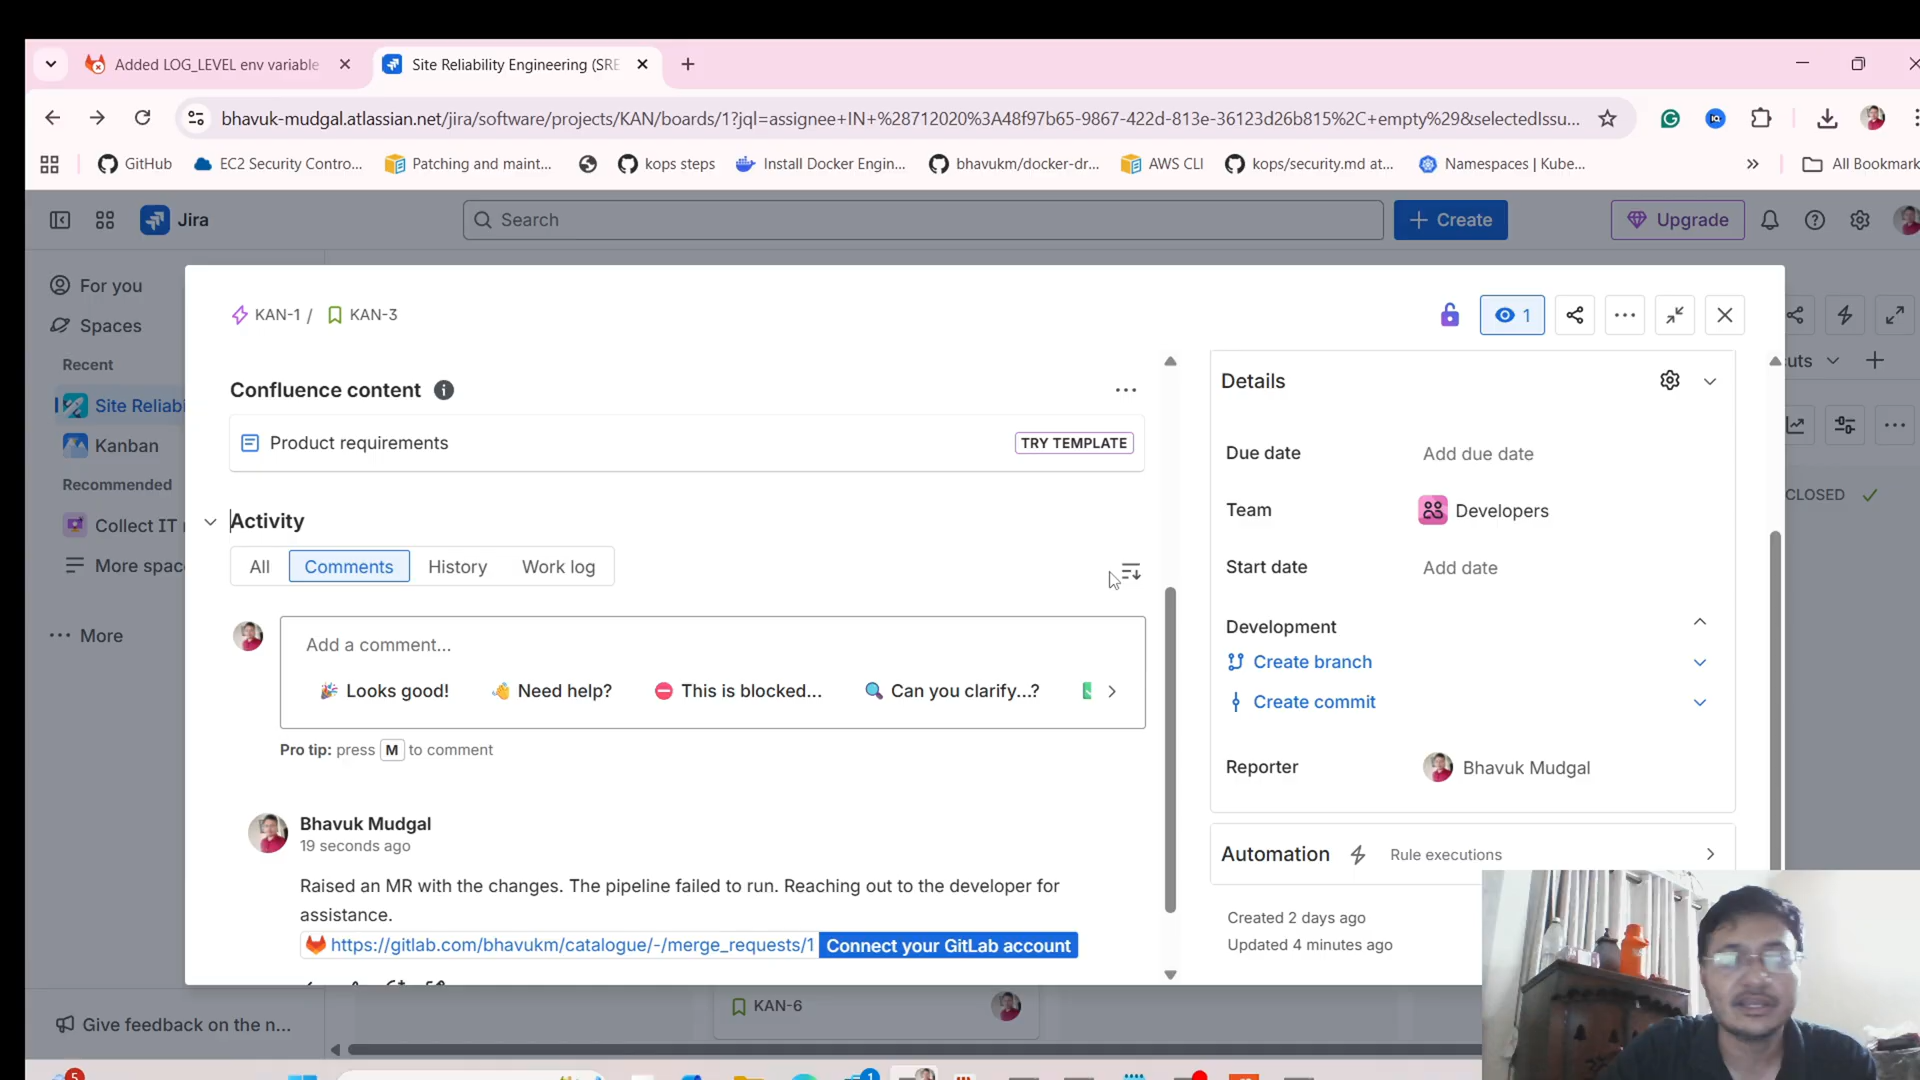 Added LOG_LEVEL env variable
Site Reliability Engineering (SRE
bhavuk-mudgal.atlassian.net/jira/software/projects/KAN/boards/1?jql=assignee+IN+%28712020%3A48f97b65-9867-422d-813e-36123d26b815%2C+empty%29&selectedIssu...
GitHub
EC2 Security Contro...
Patching and maint...
kops steps
Install Docker Engin...
bhavukm/docker-dr...
AWS CLI
kops/security.md at...
Namespaces | Kube...
All Bookmark
Jira
Search
Create
Upgrade
For you
Spaces
Recent
Site Reliabi
Kanban
Recommended
Collect IT
More spac
More
Give feedback on the n...
KAN-1 / KAN-3
1
Confluence content
Product requirements
TRY TEMPLATE
Activity
All
Comments
History
Work log
Add a comment...
Looks good!
Need help?
This is blocked...
Can you clarify...?
Pro tip: press M to comment
Bhavuk Mudgal
19 seconds ago
Raised an MR with the changes. The pipeline failed to run. Reaching out to the developer for
assistance.
https://gitlab.com/bhavukm/catalogue/-/merge_requests/1 Connect your GitLab account
Details
Due date
Add due date
Team
Developers
Start date
Add date
Development
Create branch
Create commit
Reporter
Bhavuk Mudgal
Automation
Rule executions
Created 2 days ago
Updated 4 minutes ago
cuts
CLOSED
KAN-6
5
1